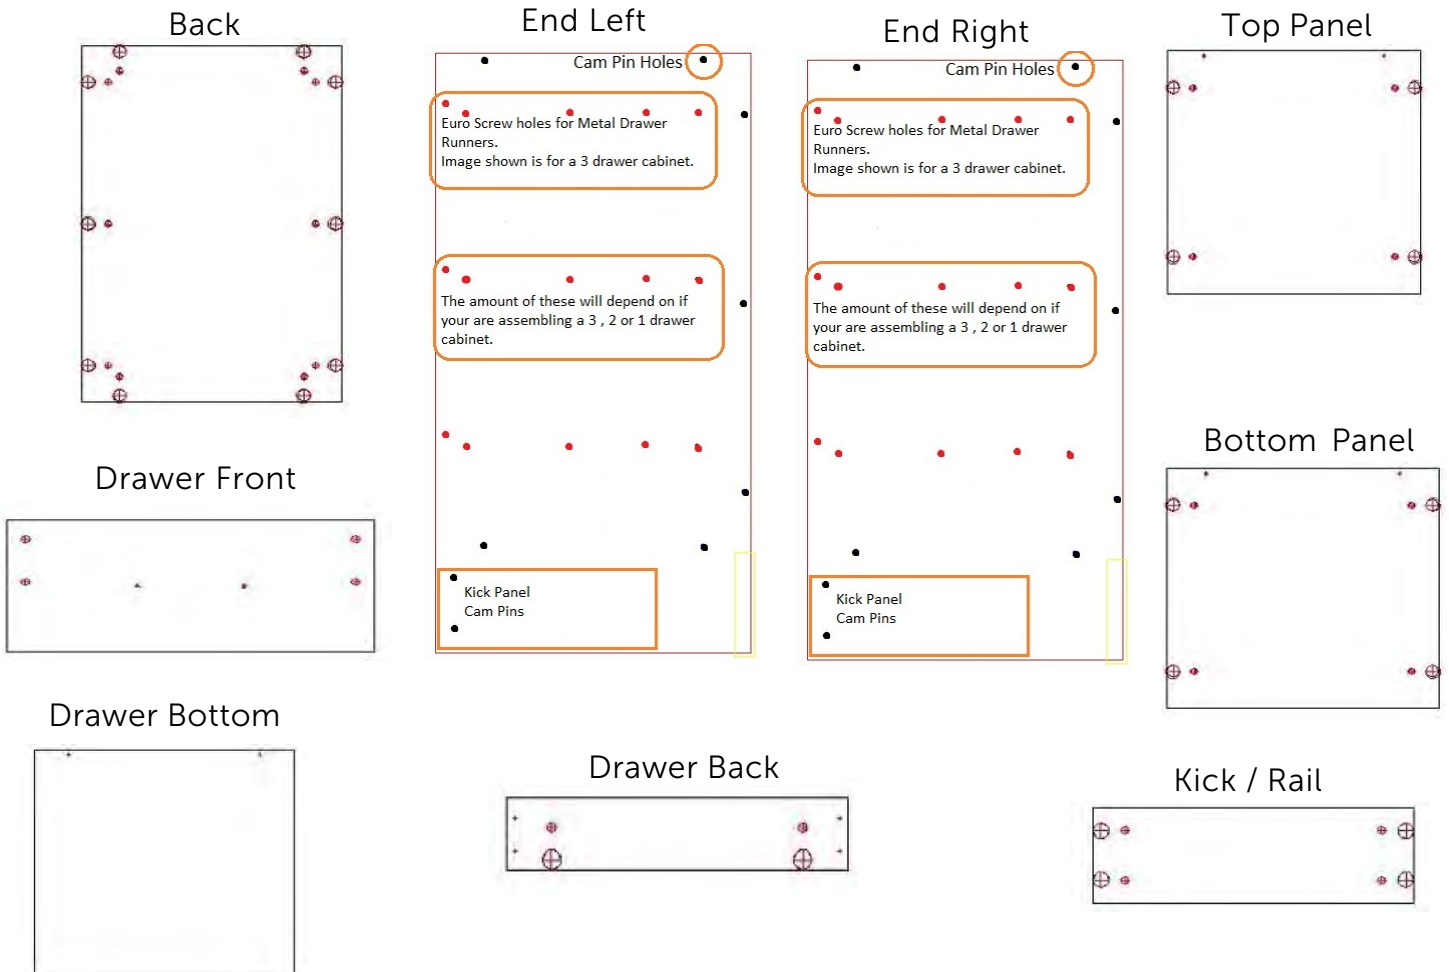 Back
End Left
End Right
Top Panel
Cam Pin Holes
Euro Screw holes for Metal Drawer
Runners.
Image shown is for a 3 drawer cabinet.
The amount of these will depend on if
your are assembling a 3 , 2 or 1 drawer
cabinet.
Kick Panel
Cam Pins
Cam Pin Holes
Euro Screw holes for Metal Drawer
Runners.
Image shown is for a 3 drawer cabinet.
The amount of these will depend on if
your are assembling a 3 , 2 or 1 drawer
cabinet.
Kick Panel
Cam Pins
Bottom Panel
Drawer Front
Drawer Bottom
Drawer Back
Kick / Rail